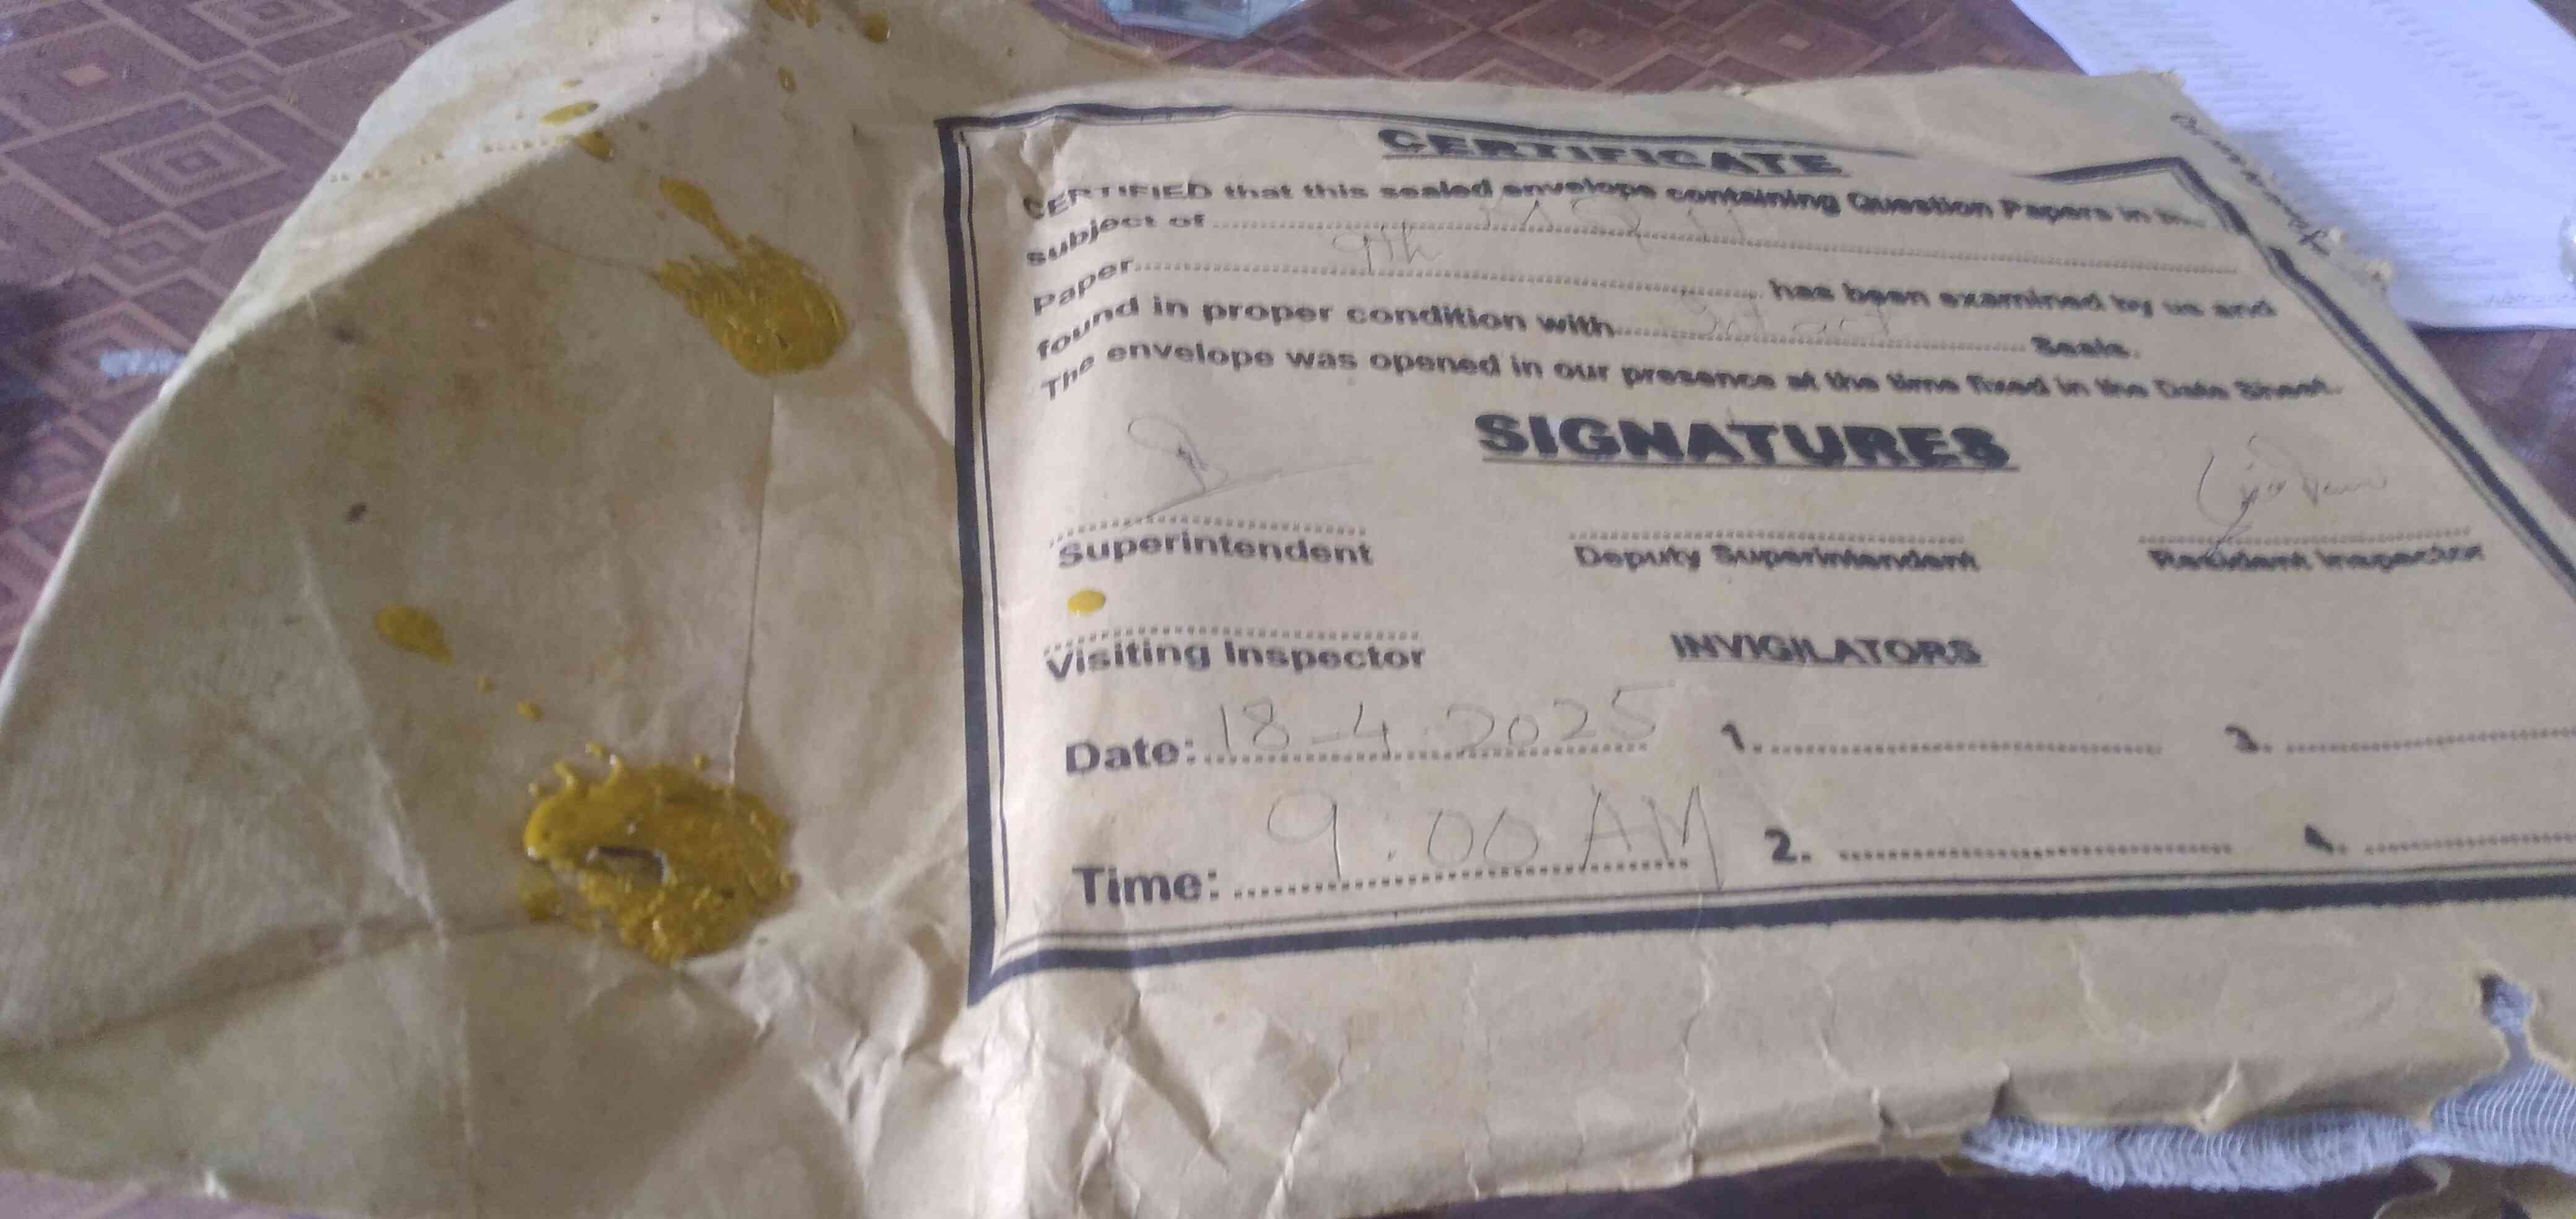 CERTIFICATE
CERTIFIED that this sealed envelope containing Question Papers in the
subject of
Paper 9th has been examined by us and
found in proper condition with Intact Seals.
The envelope was opened in our presence at the time fixed in the Date Sheet.
SIGNATURES
Superintendent Deputy Superintendent Resident Inspector
Visiting Inspector INVIGILATORS
Date: 18-4-2025 1. 3.
Time: 9.00 AM 2. 4.